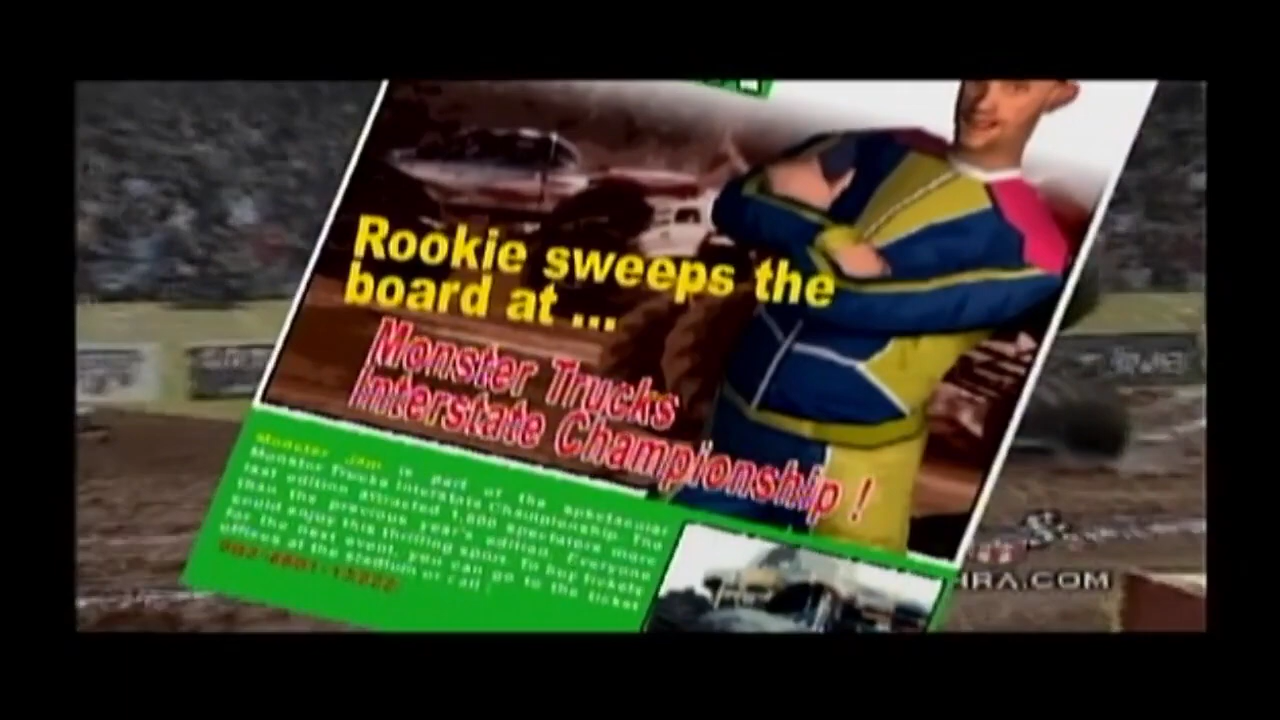 Rookie sweeps the
board at ...
Monster Trucks
Interstate Championship !
Monster Jam is part of the spectacular
Monster Trucks Interstate Championship. The
last edition attracted 1,600 spectators more
than the precious year's edition. Everyone
could enjoy this thrilling sport. To buy tickets
for the next event, you can go to the ticket
offices at the stadium or call :
HRA.COM